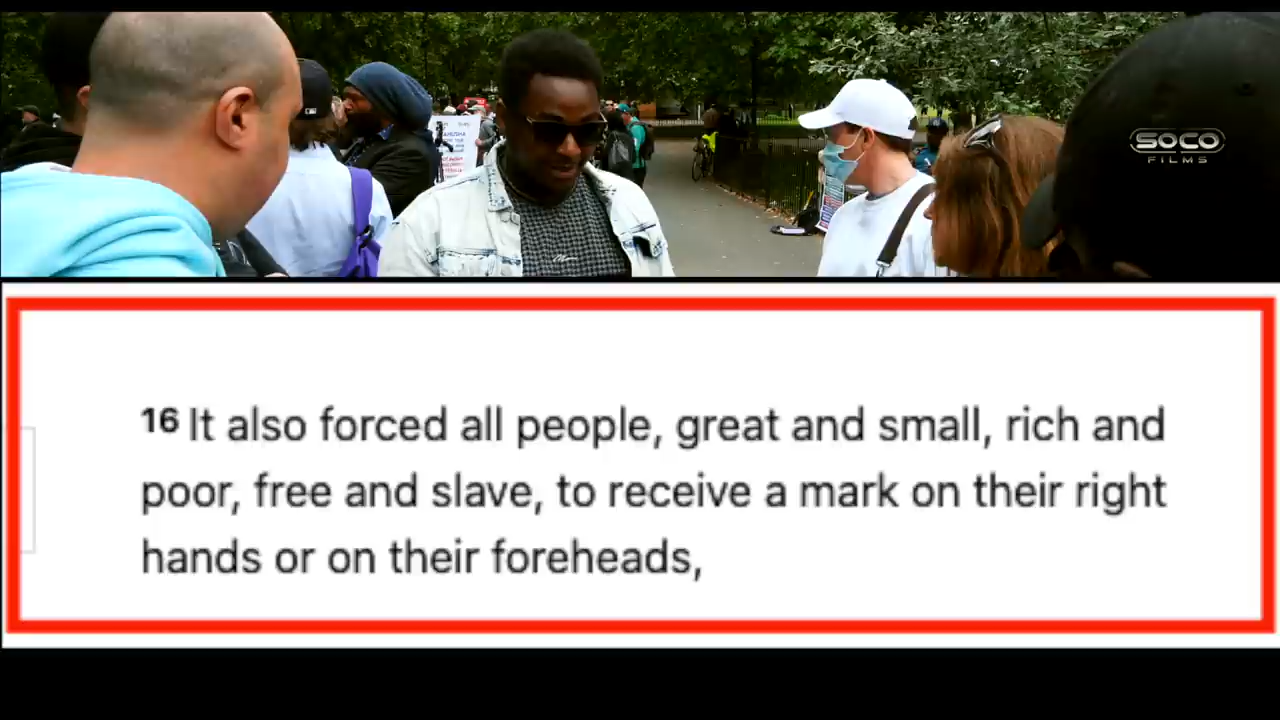 SOCO
FILMS
16 It also forced all people, great and small, rich and
poor, free and slave, to receive a mark on their right
hands or on their foreheads,